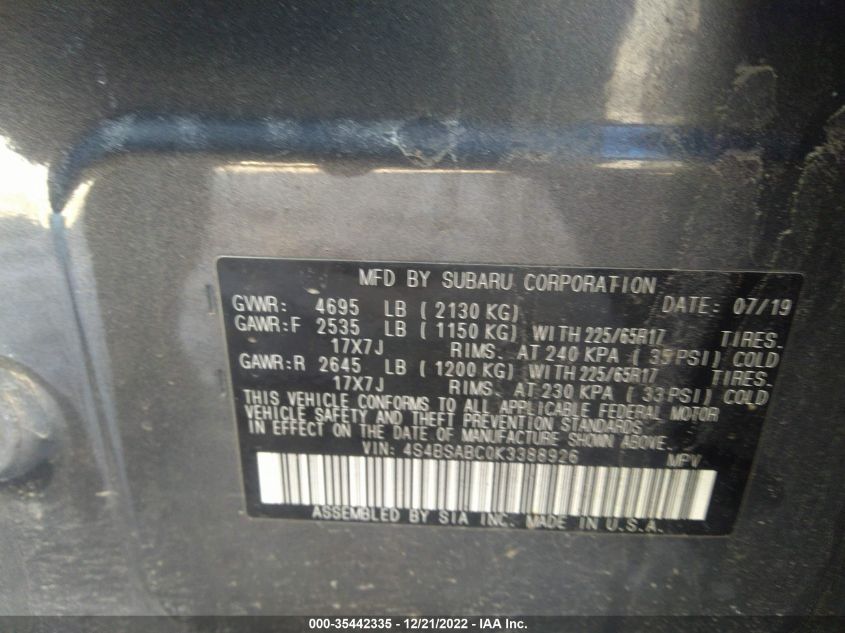 MFD BY SUBARU CORPORATION
GVWR: 4695 LB ( 2130 KG) DATE: 07/19
GAWR:F 2535 LB ( 1150 KG) WITH 225/65R17 TIRES.
17X7J RIMS. AT 240 KPA ( 35 PSI) COLD
GAWR:R 2645 LB ( 1200 KG) WITH 225/65R17 TIRES.
17X7J RIMS. AT 230 KPA ( 33 PSI) COLD
THIS VEHICLE CONFORMS TO ALL APPLICABLE FEDERAL MOTOR
VEHICLE SAFETY AND THEFT PREVENTION STANDARDS
IN EFFECT ON THE DATE OF MANUFACTURE SHOWN ABOVE.
VIN: 4S4BSABC0K3388926 MPV
ASSEMBLED BY SIA INC. MADE IN U.S.A.
000-35442335 - 12/21/2022 - IAA Inc.